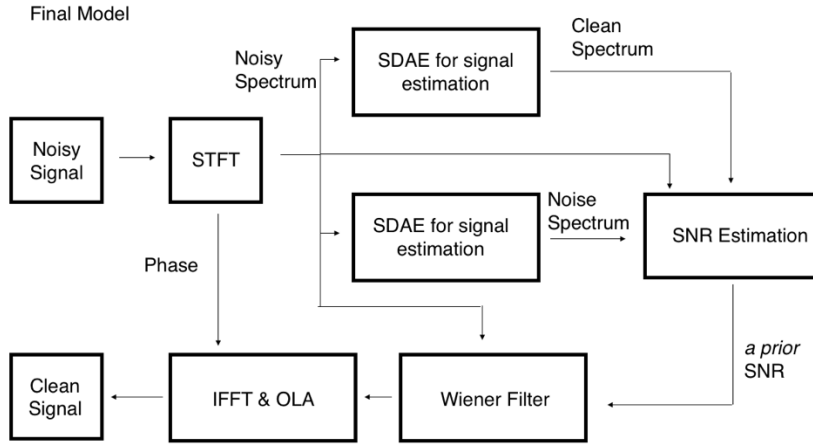 Final Model
Noisy
Spectrum
SDAE for signal
estimation
Clean
Spectrum
Noisy
Signal
STFT
SDAE for signal
estimation
Noise
Spectrum
SNR Estimation
Phase
a prior
SNR
Clean
Signal
IFFT & OLA
Wiener Filter